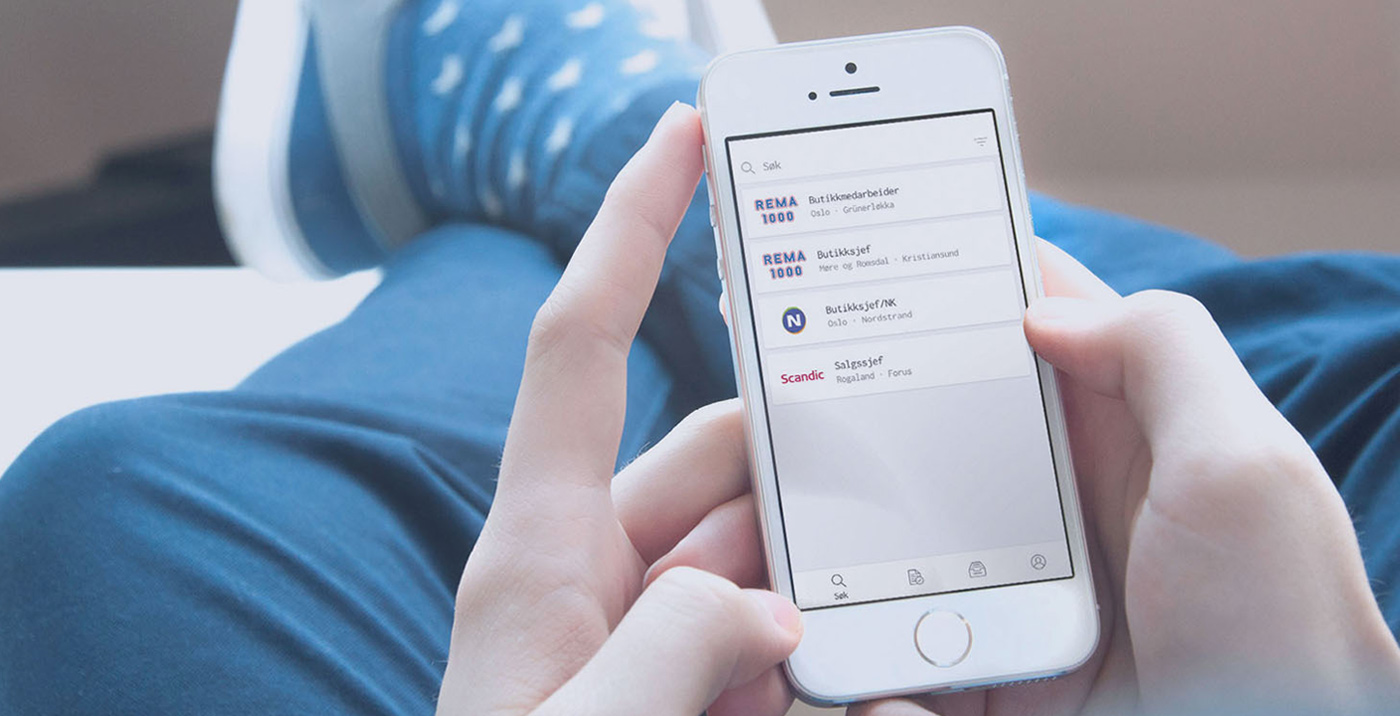 Søk
REMA
1000
Butikkmedarbeider
Oslo · Grünerløkka
REMA
1000
Butikksjef
Møre og Romsdal · Kristiansund
N
Butikksjef/NK
Oslo · Nordstrand
Scandic
Salgssjef
Rogaland · Forus
Søk